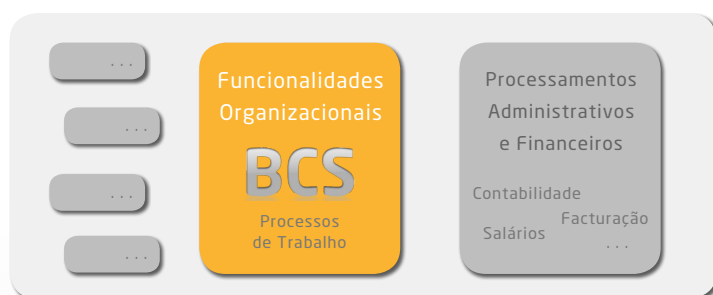 ...
...
...
...
Funcionalidades
Organizacionais
BCS
Processos
de Trabalho
Processamentos
Administrativos
e Financeiros
Contabilidade
Facturação
Salários
...